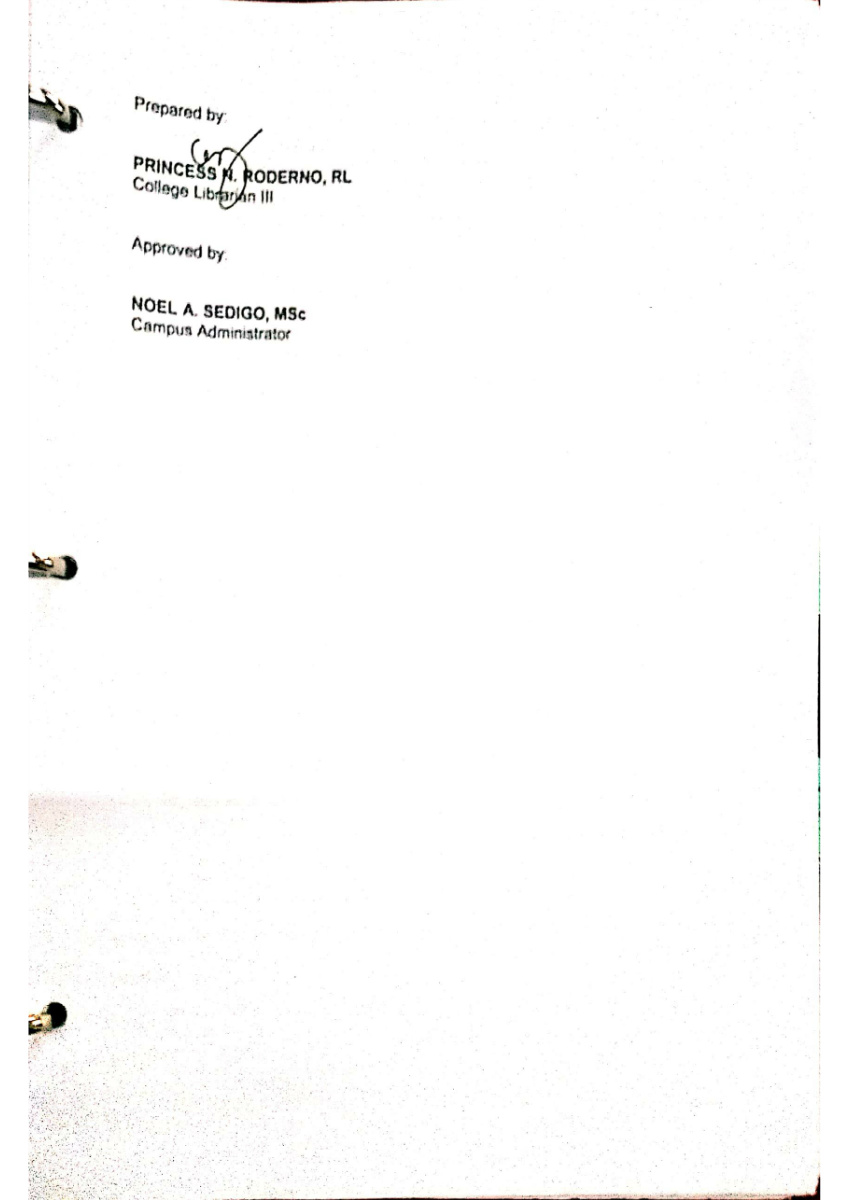 Prepared by:
PRINCESS N. RODERNO, RL
College Librarian III
Approved by:
NOEL A. SEDIGO, MSc
Campus Administrator